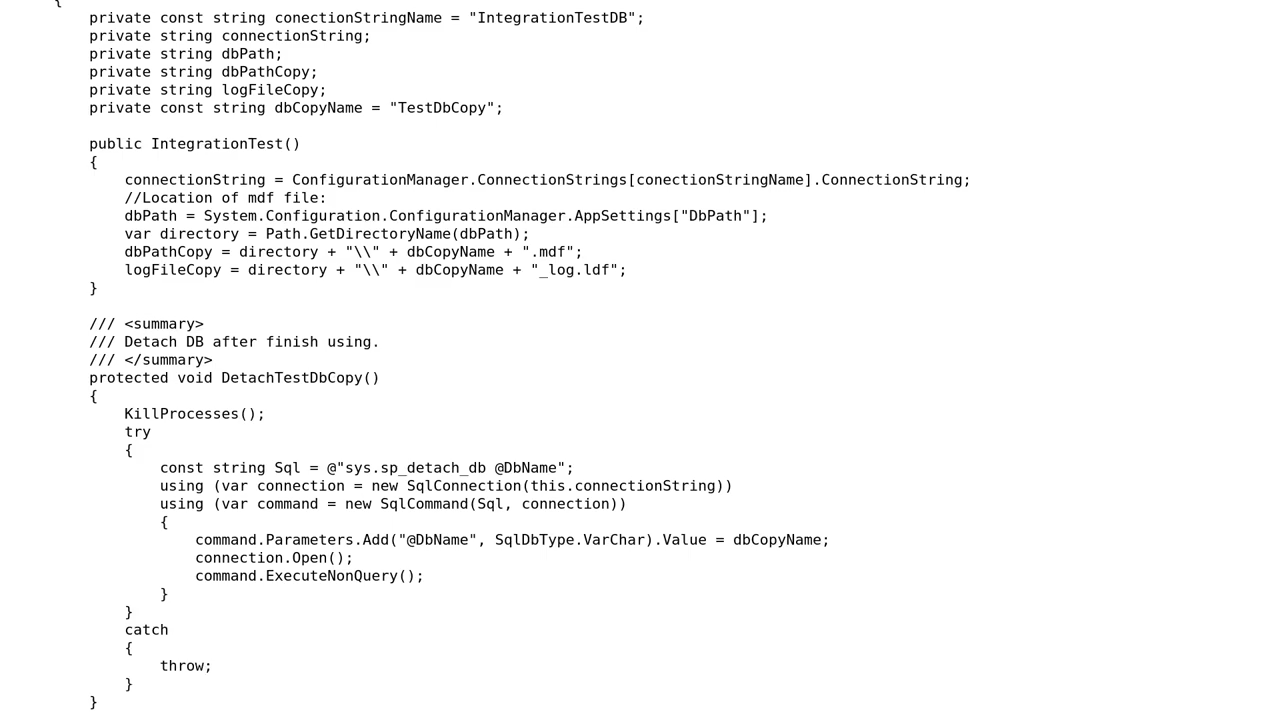 {
private const string conectionStringName = "IntegrationTestDB";
private string connectionString;
private string dbPath;
private string dbPathCopy;
private string logFileCopy;
private const string dbCopyName = "TestDbCopy";
public IntegrationTest()
{
connectionString = ConfigurationManager.ConnectionStrings[conectionStringName].ConnectionString;
//Location of mdf file:
dbPath = System.Configuration.ConfigurationManager.AppSettings["DbPath"];
var directory = Path.GetDirectoryName(dbPath);
dbPathCopy = directory + "\\" + dbCopyName + ".mdf";
logFileCopy = directory + "\\" + dbCopyName + "_log.ldf";
}
/// <summary>
/// Detach DB after finish using.
/// </summary>
protected void DetachTestDbCopy()
{
KillProcesses();
try
{
const string Sql = @"sys.sp_detach_db @DbName";
using (var connection = new SqlConnection(this.connectionString))
using (var command = new SqlCommand(Sql, connection))
{
command.Parameters.Add("@DbName", SqlDbType.VarChar).Value = dbCopyName;
connection.Open();
command.ExecuteNonQuery();
}
}
catch
{
throw;
}
}